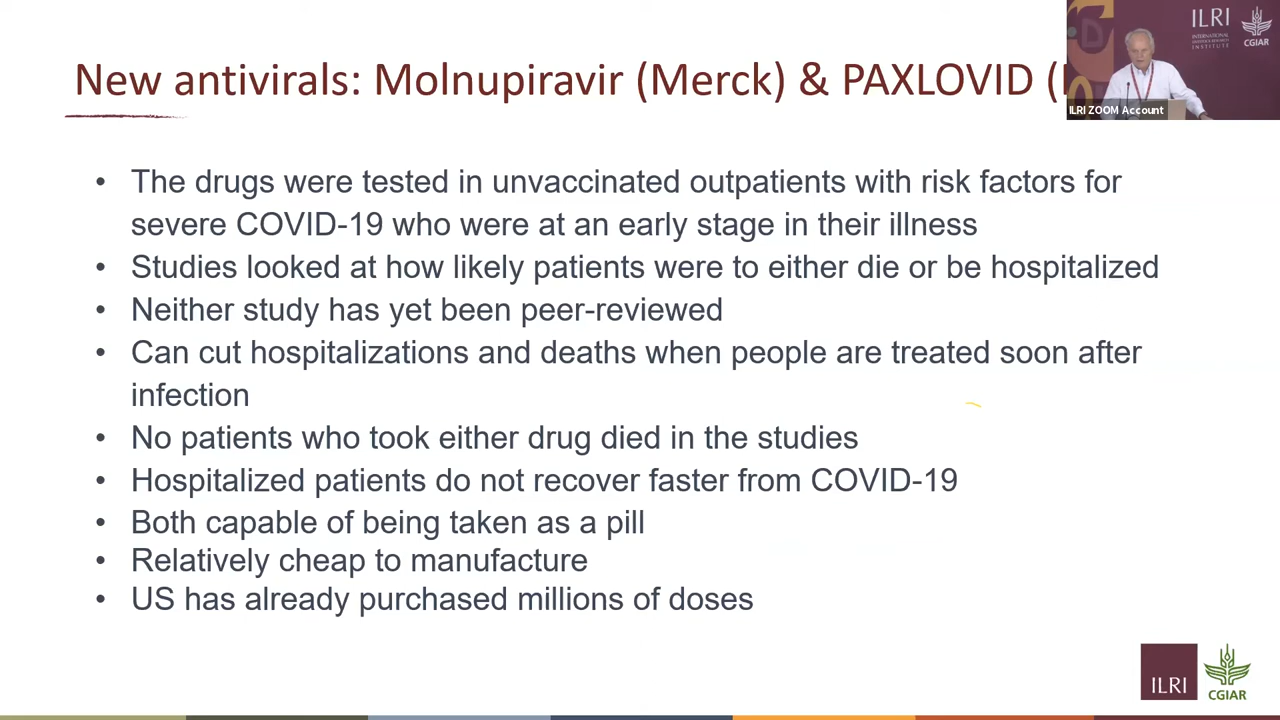 New antivirals: Molnupiravir (Merck) & PAXLOVID (
ILRI
INTERNATIONAL
LIVESTOCK RESEARCH
INSTITUTE
CGIAR
ILRI ZOOM Account
• The drugs were tested in unvaccinated outpatients with risk factors for
severe COVID-19 who were at an early stage in their illness
• Studies looked at how likely patients were to either die or be hospitalized
• Neither study has yet been peer-reviewed
• Can cut hospitalizations and deaths when people are treated soon after
infection
• No patients who took either drug died in the studies
• Hospitalized patients do not recover faster from COVID-19
• Both capable of being taken as a pill
• Relatively cheap to manufacture
• US has already purchased millions of doses
ILRI
CGIAR